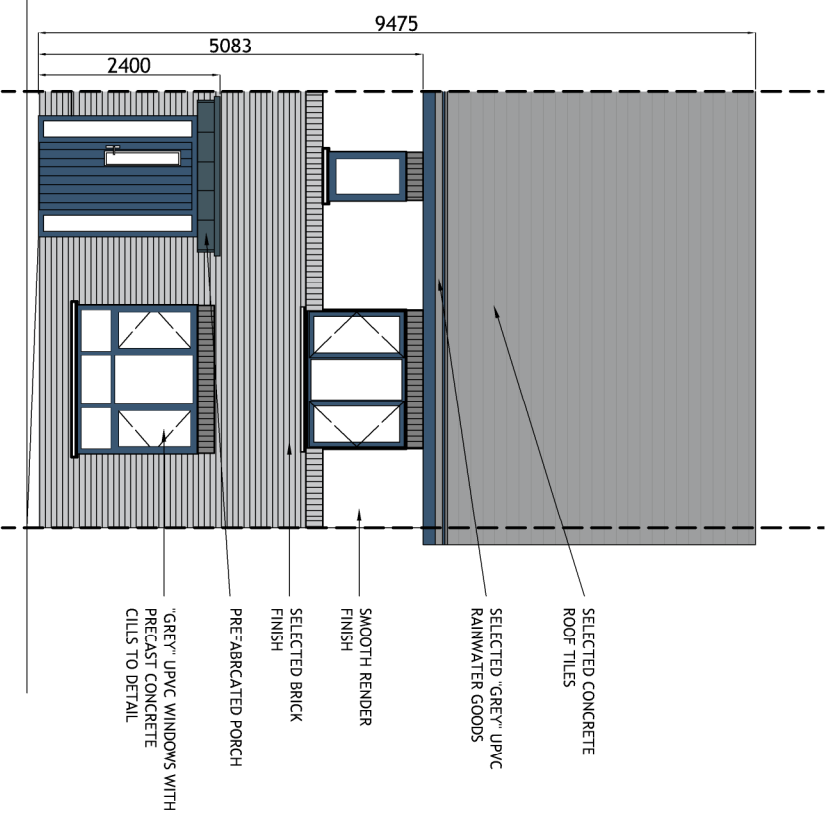 9475
5083
2400
SELECTED CONCRETE
ROOF TILES
SELECTED "GREY" UPVC
RAINWATER GOODS
SMOOTH RENDER
FINISH
SELECTED BRICK
FINISH
PREFABRCATED PORCH
"GREY" UPVC WINDOWS WITH
PRECAST CONCRETE
CILLS TO DETAIL